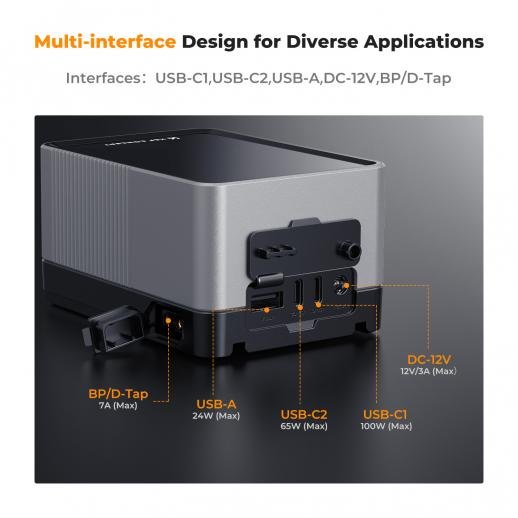 Multi-interface Design for Diverse Applications
Interfaces：USB-C1,USB-C2,USB-A,DC-12V,BP/D-Tap
K&F CONCEPT
DC-12V
12V/3A (Max）
BP/D-Tap
7A (Max)
USB-A
24W (Max)
USB-C2
65W (Max)
USB-C1
100W (Max)